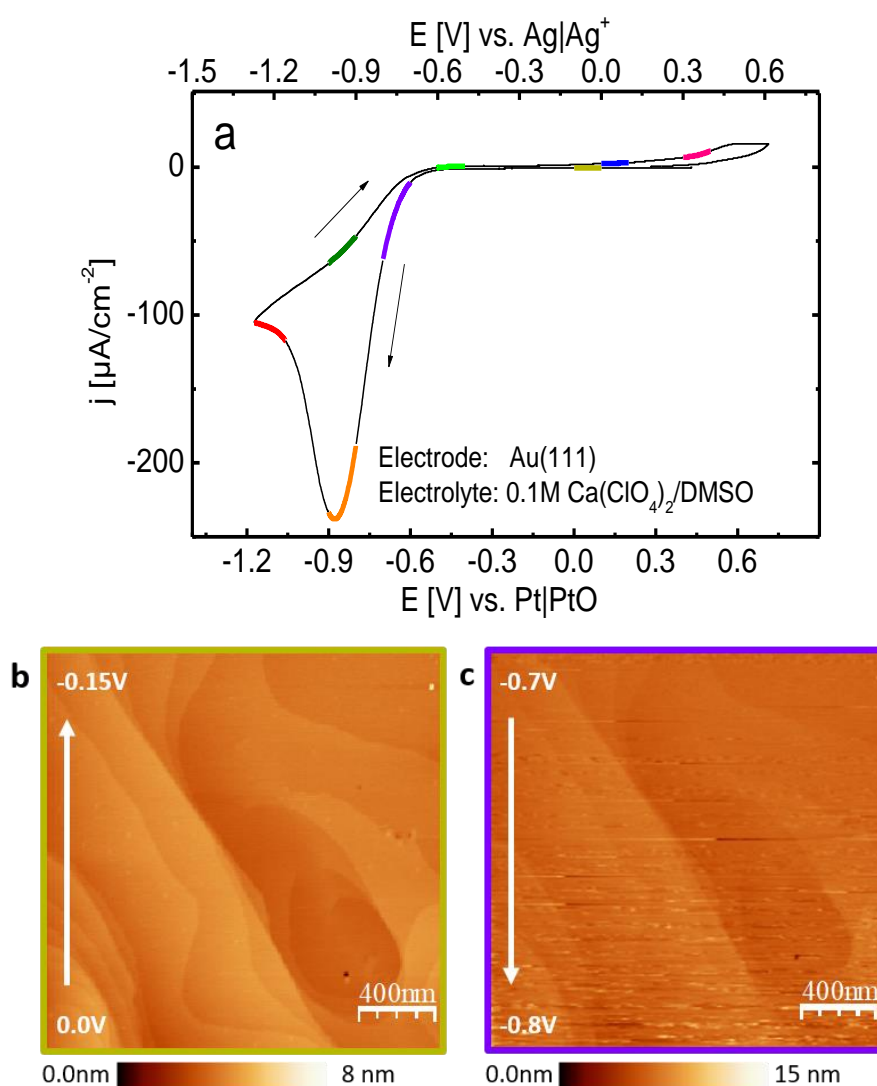 E [V] vs. Ag|Ag⁺
-1.5 -1.2 -0.9 -0.6 -0.3 0.0 0.3 0.6
a
0
-100
-200
j [µA/cm⁻²]
Electrode: Au(111)
Electrolyte: 0.1M Ca(ClO₄)₂/DMSO
-1.2 -0.9 -0.6 -0.3 0.0 0.3 0.6
E [V] vs. Pt|PtO
b
-0.15V
400nm
0.0V
0.0nm 8 nm
c
-0.7V
400nm
-0.8V
0.0nm 15 nm